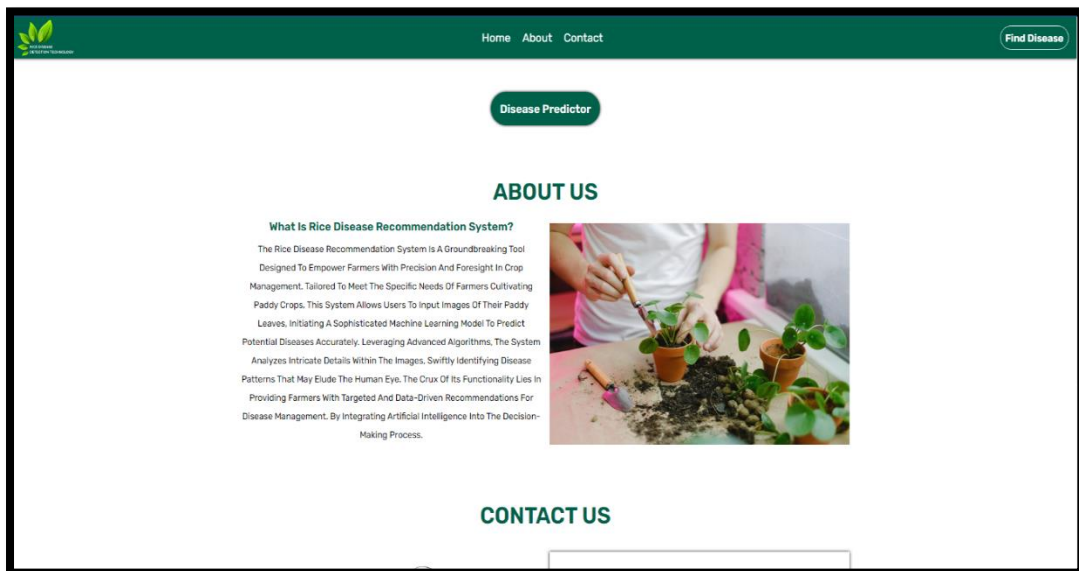 RICE DISEASE
DETECTION TECHNOLOGY
Home About Contact
Find Disease
Disease Predictor
ABOUT US
What Is Rice Disease Recommendation System?
The Rice Disease Recommendation System Is A Groundbreaking Tool
Designed To Empower Farmers With Precision And Foresight In Crop
Management. Tailored To Meet The Specific Needs Of Farmers Cultivating
Paddy Crops, This System Allows Users To Input Images Of Their Paddy
Leaves, Initiating A Sophisticated Machine Learning Model To Predict
Potential Diseases Accurately. Leveraging Advanced Algorithms, The System
Analyzes Intricate Details Within The Images, Swiftly Identifying Disease
Patterns That May Elude The Human Eye. The Crux Of Its Functionality Lies In
Providing Farmers With Targeted And Data-Driven Recommendations For
Disease Management. By Integrating Artificial Intelligence Into The Decision-
Making Process.
CONTACT US